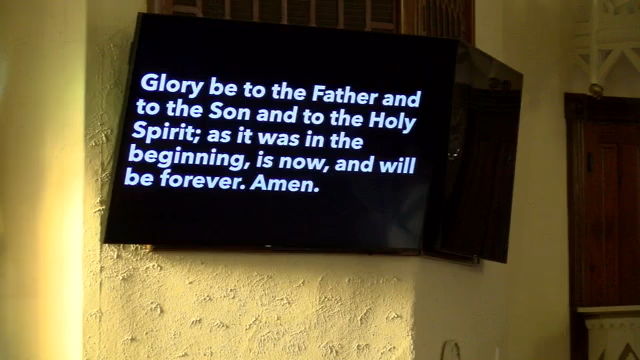 Glory be to the Father and
to the Son and to the Holy
Spirit; as it was in the
beginning, is now, and will
be forever. Amen.